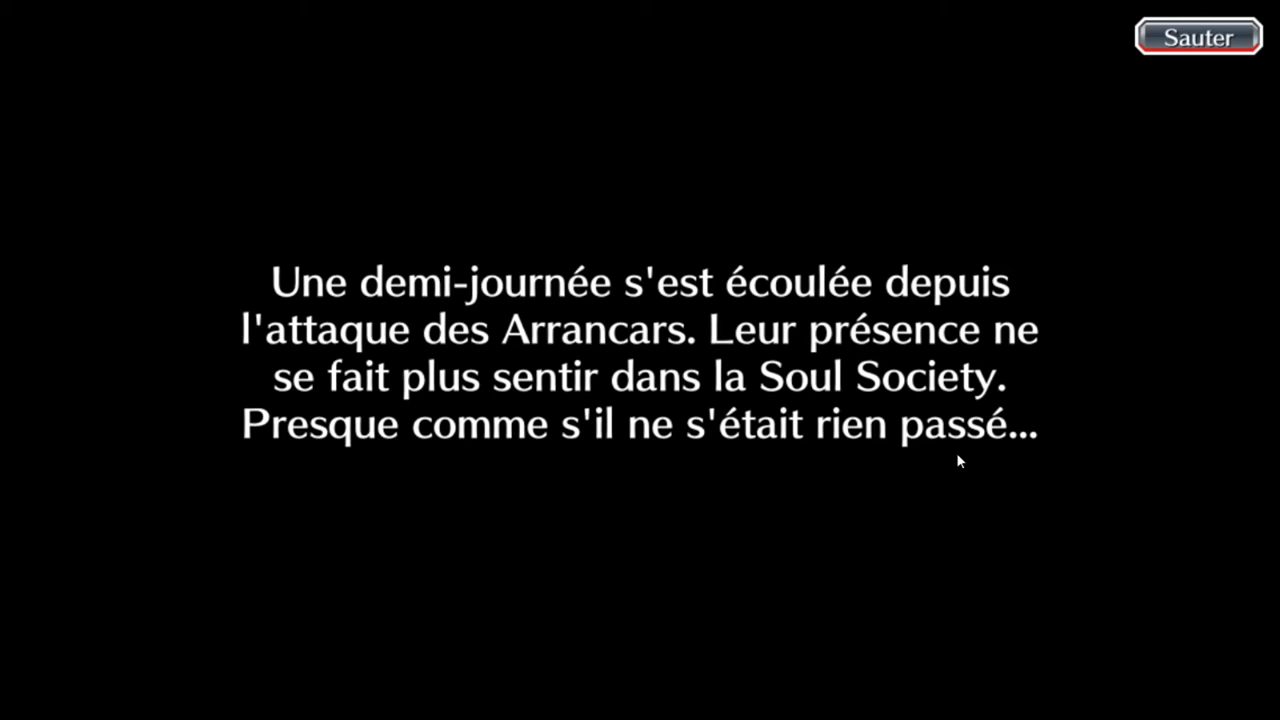 Sauter
Une demi-journée s'est écoulée depuis
l'attaque des Arrancars. Leur présence ne
se fait plus sentir dans la Soul Society.
Presque comme s'il ne s'était rien passé...